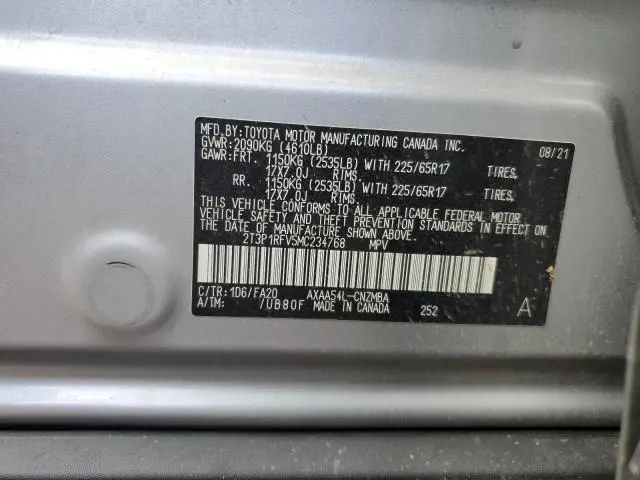 MFD.BY:TOYOTA MOTOR MANUFACTURING CANADA INC. 08/21
GVWR:2090KG (4610LB)
GAWR:FRT. 1150KG (2535LB) WITH 225/65R17 TIRES,
17X7.0J RIMS.
RR. 1150KG (2535LB) WITH 225/65R17 TIRES,
17X7.0J RIMS.
THIS VEHICLE CONFORMS TO ALL APPLICABLE FEDERAL MOTOR
VEHICLE SAFETY AND THEFT PREVENTION STANDARDS IN EFFECT ON
THE DATE OF MANUFACTURE SHOWN ABOVE.
2T3P1RFV5MC234768 MPV
C/TR:1D6/FA20 AXAA54L-CNZMBA
A/TM: /UB80F MADE IN CANADA 252 A